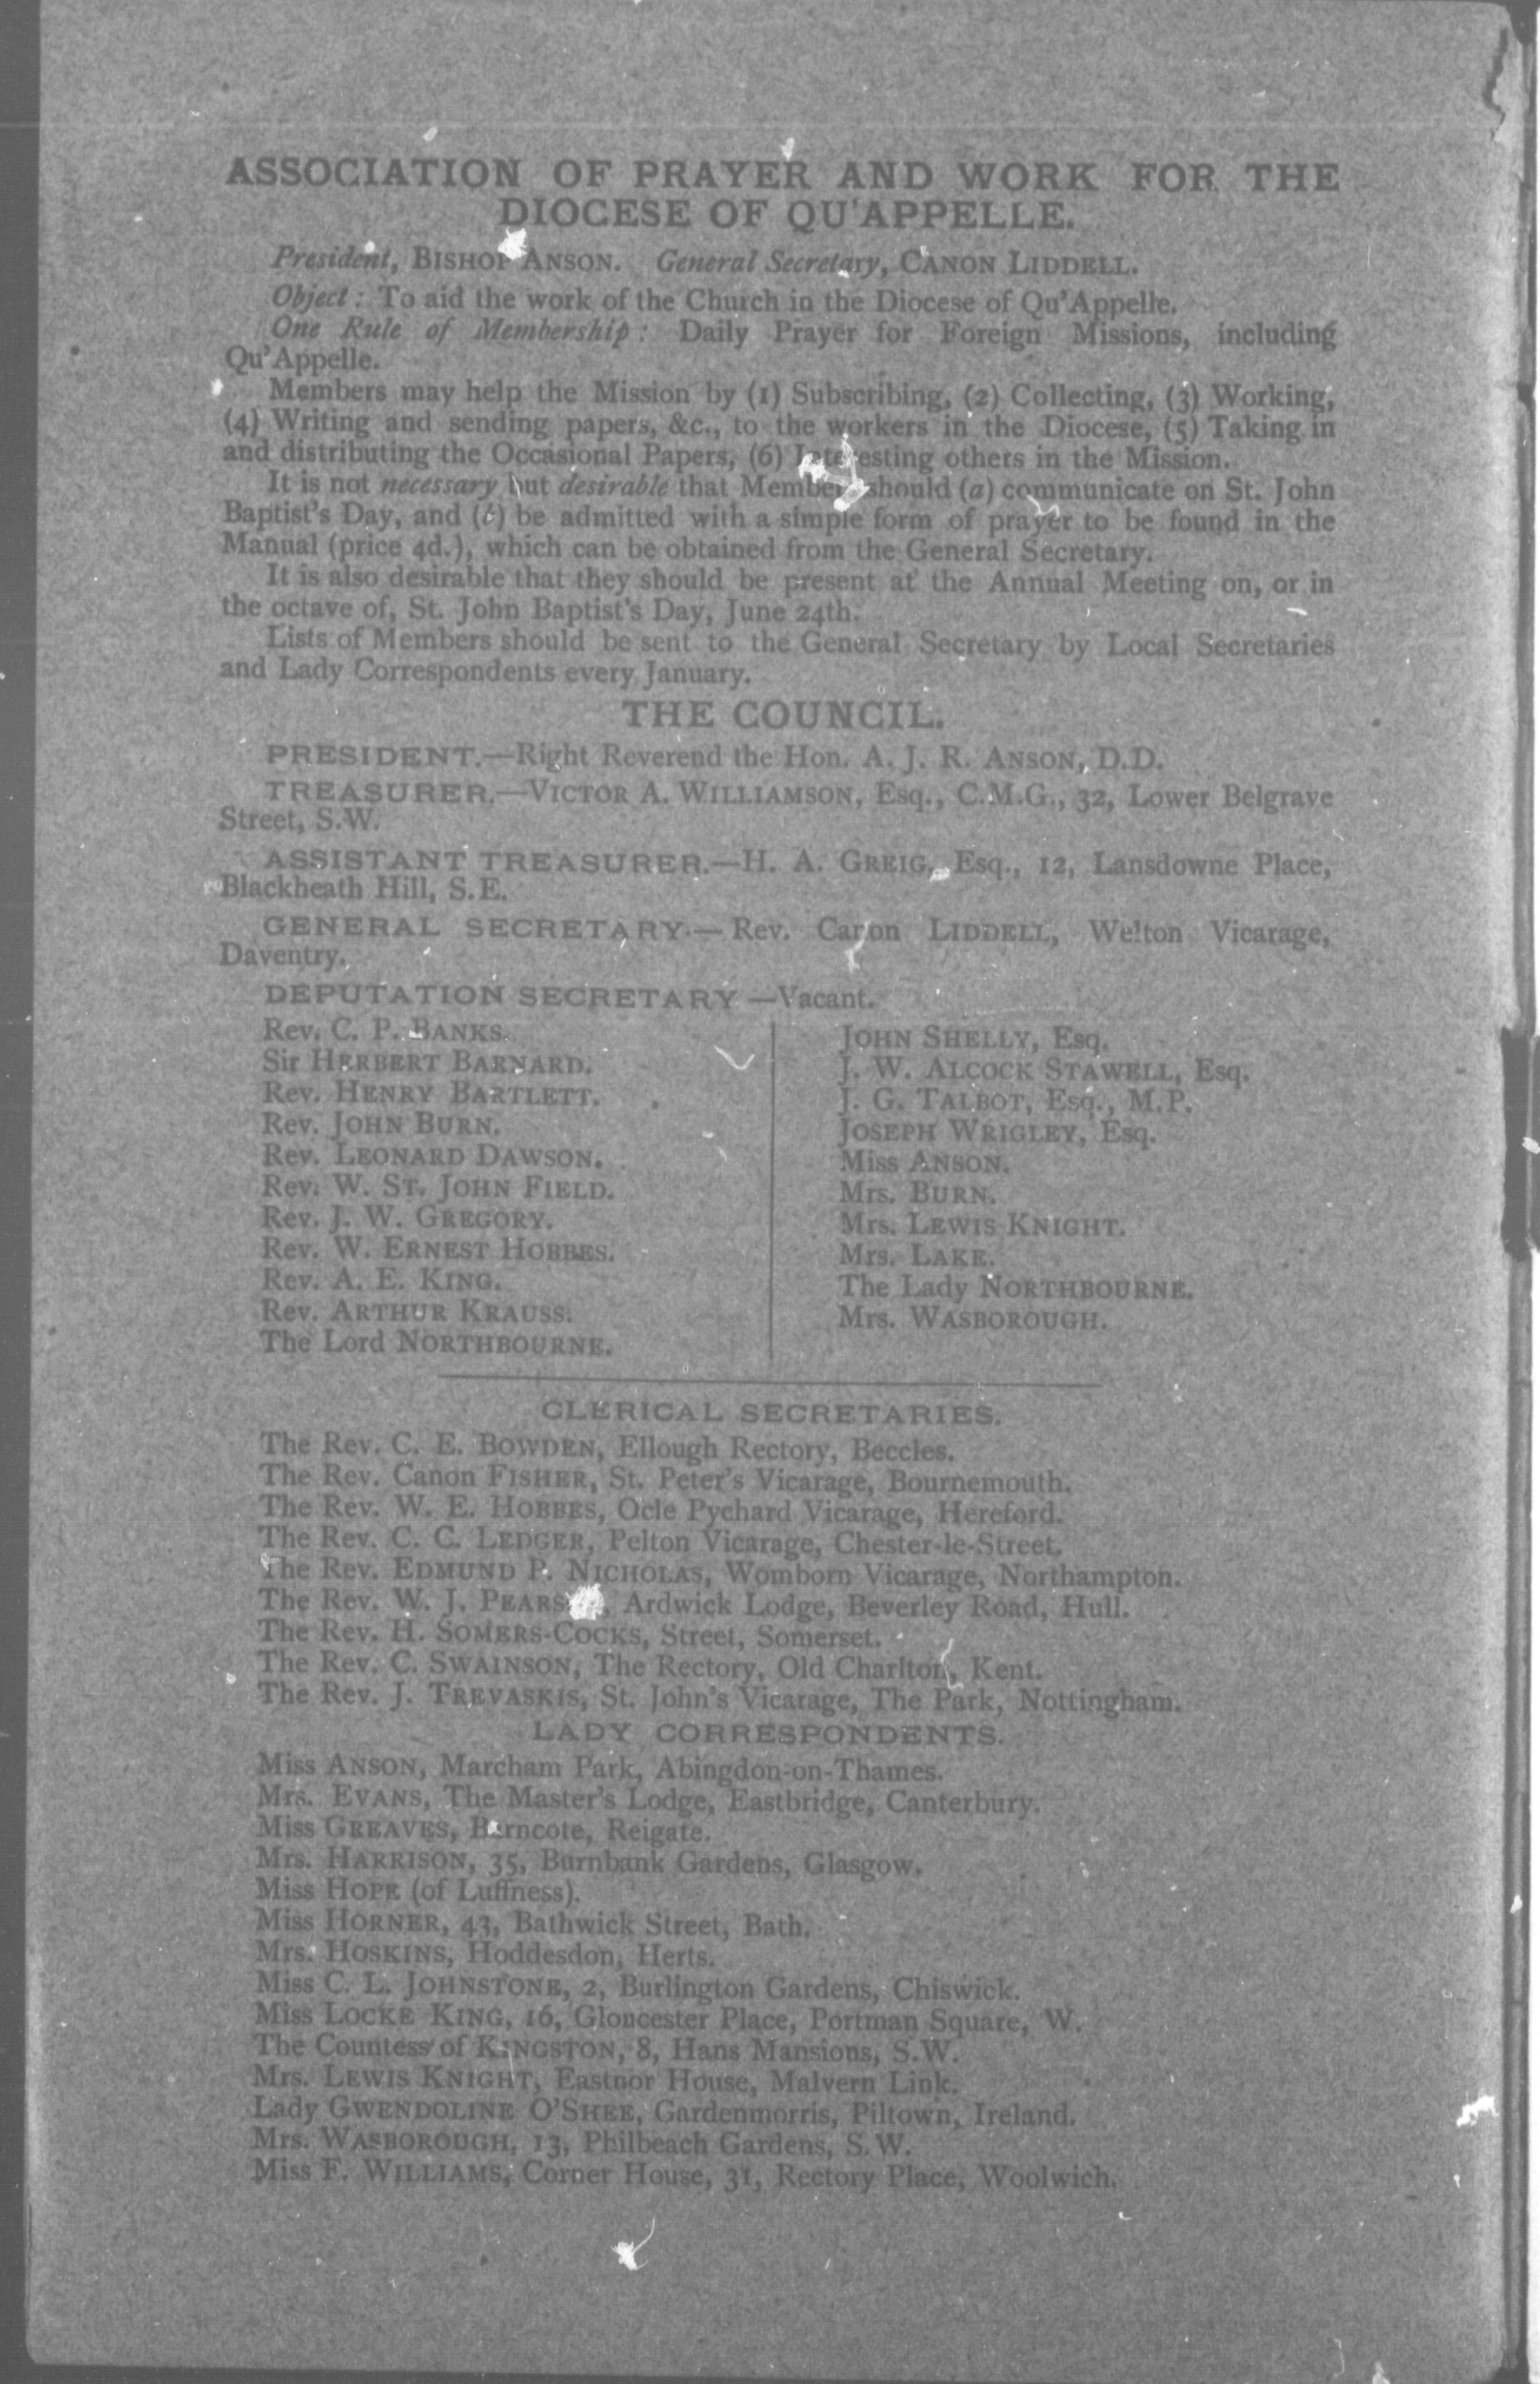 ASSOCIATION OF PRAYER AND WORK FOR THE
DIOCESE OF QU'APPELLE.
President, BISHOP ANSON. General Secretary, CANON LIDDELL.
Object: To aid the work of the Church in the Diocese of Qu'Appelle.
One Rule of Membership: Daily Prayer for Foreign Missions, including
Qu'Appelle.
Members may help the Mission by (1) Subscribing, (2) Collecting, (3) Working,
(4) Writing and sending papers, &c., to the workers in the Diocese, (5) Taking in
and distributing the Occasional Papers, (6) Interesting others in the Mission.
It is not necessary but desirable that Members should (a) communicate on St. John
Baptist's Day, and (b) be admitted with a simple form of prayer to be found in the
Manual (price 4d.), which can be obtained from the General Secretary.
It is also desirable that they should be present at the Annual Meeting on, or in
the octave of, St. John Baptist's Day, June 24th.
Lists of Members should be sent to the General Secretary by Local Secretaries
and Lady Correspondents every January.
THE COUNCIL.
PRESIDENT.—Right Reverend the Hon. A. J. R. ANSON, D.D.
TREASURER.—VICTOR A. WILLIAMSON, Esq., C.M.G., 32, Lower Belgrave
Street, S.W.
ASSISTANT TREASURER.—H. A. GREIG, Esq., 12, Lansdowne Place,
Blackheath Hill, S.E.
GENERAL SECRETARY.—Rev. Canon LIDDELL, Welton Vicarage,
Daventry.
DEPUTATION SECRETARY—Vacant.
Rev. C. P. BANKS.
Sir HERBERT BARNARD.
Rev. HENRY BARTLETT.
Rev. JOHN BURN.
Rev. LEONARD DAWSON.
Rev. W. ST. JOHN FIELD.
Rev. J. W. GREGORY.
Rev. W. ERNEST HOBBES.
Rev. A. E. KING.
Rev. ARTHUR KRAUSS.
The Lord NORTHBOURNE.
JOHN SHELLY, Esq.
J. W. ALCOCK STAWELL, Esq.
J. G. TALBOT, Esq., M.P.
JOSEPH WRIGLEY, Esq.
Miss ANSON.
Mrs. BURN.
Mrs. LEWIS KNIGHT.
Mrs. LAKE.
The Lady NORTHBOURNE.
Mrs. WASBOROUGH.
CLERICAL SECRETARIES.
The Rev. C. E. BOWDEN, Ellough Rectory, Beccles.
The Rev. Canon FISHER, St. Peter's Vicarage, Bournemouth.
The Rev. W. E. HOBBES, Ocle Pychard Vicarage, Hereford.
The Rev. C. C. LEDGER, Pelton Vicarage, Chester-le-Street.
The Rev. EDMUND P. NICHOLAS, Womborn Vicarage, Northampton.
The Rev. W. J. PEARSON, Ardwick Lodge, Beverley Road, Hull.
The Rev. H. SOMERS-COCKS, Street, Somerset.
The Rev. C. SWAINSON, The Rectory, Old Charlton, Kent.
The Rev. J. TREVASKIS, St. John's Vicarage, The Park, Nottingham.
LADY CORRESPONDENTS.
Miss ANSON, Marcham Park, Abingdon-on-Thames.
Mrs. EVANS, The Master's Lodge, Eastbridge, Canterbury.
Miss GREAVES, Barncote, Reigate.
Mrs. HARRISON, 35, Burnbank Gardens, Glasgow.
Miss HOPE (of Luffness).
Miss HORNER, 43, Bathwick Street, Bath.
Mrs. HOSKINS, Hoddesdon, Herts.
Miss C. L. JOHNSTONE, 2, Burlington Gardens, Chiswick.
Miss LOCKE KING, 16, Gloucester Place, Portman Square, W.
The Countess of KINGSTON, 8, Hans Mansions, S.W.
Mrs. LEWIS KNIGHT, Eastnor House, Malvern Link.
Lady GWENDOLINE O'SHEE, Gardenmorris, Piltown, Ireland.
Mrs. WASBOROUGH, 13, Philbeach Gardens, S.W.
Miss F. WILLIAMS, Corner House, 31, Rectory Place, Woolwich.